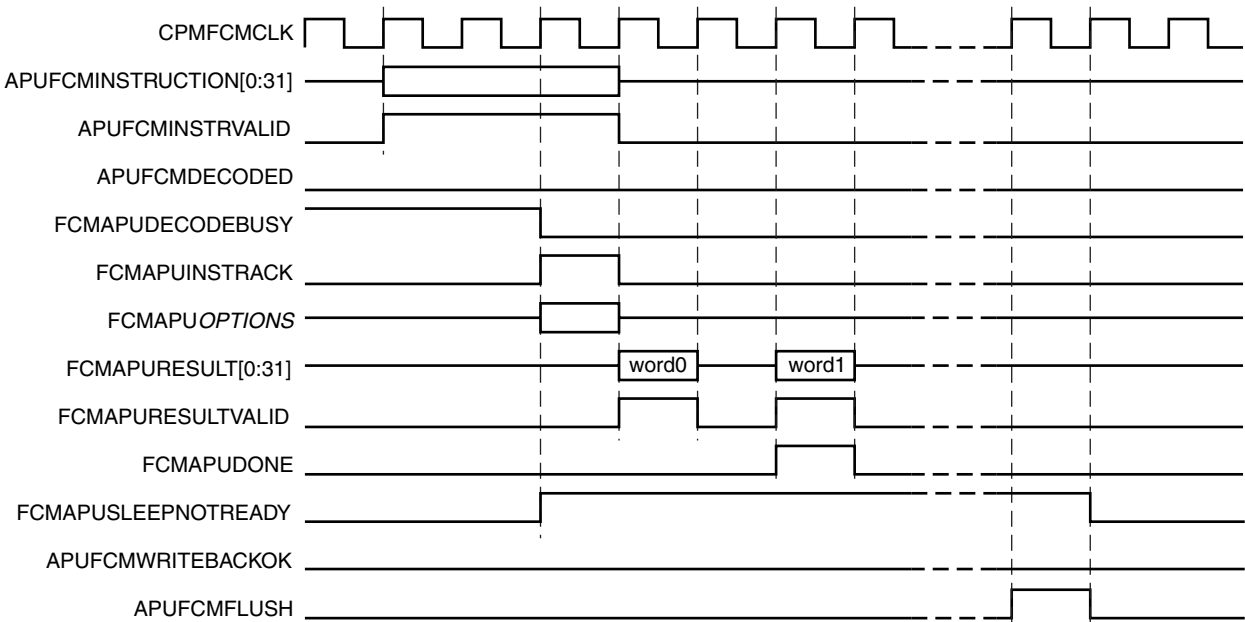 CPMFCMCLK
APUFCMINSTRUCTION[0:31]
APUFCMINSTRVALID
APUFCMDECODED
FCMAPUDECODEBUSY
FCMAPUINSTRACK
FCMAPUOPTIONS
FCMAPURESULT[0:31] word0 word1
FCMAPURESULTVALID
FCMAPUDONE
FCMAPUSLEEPNOTREADY
APUFCMWRITEBACKOK
APUFCMFLUSH